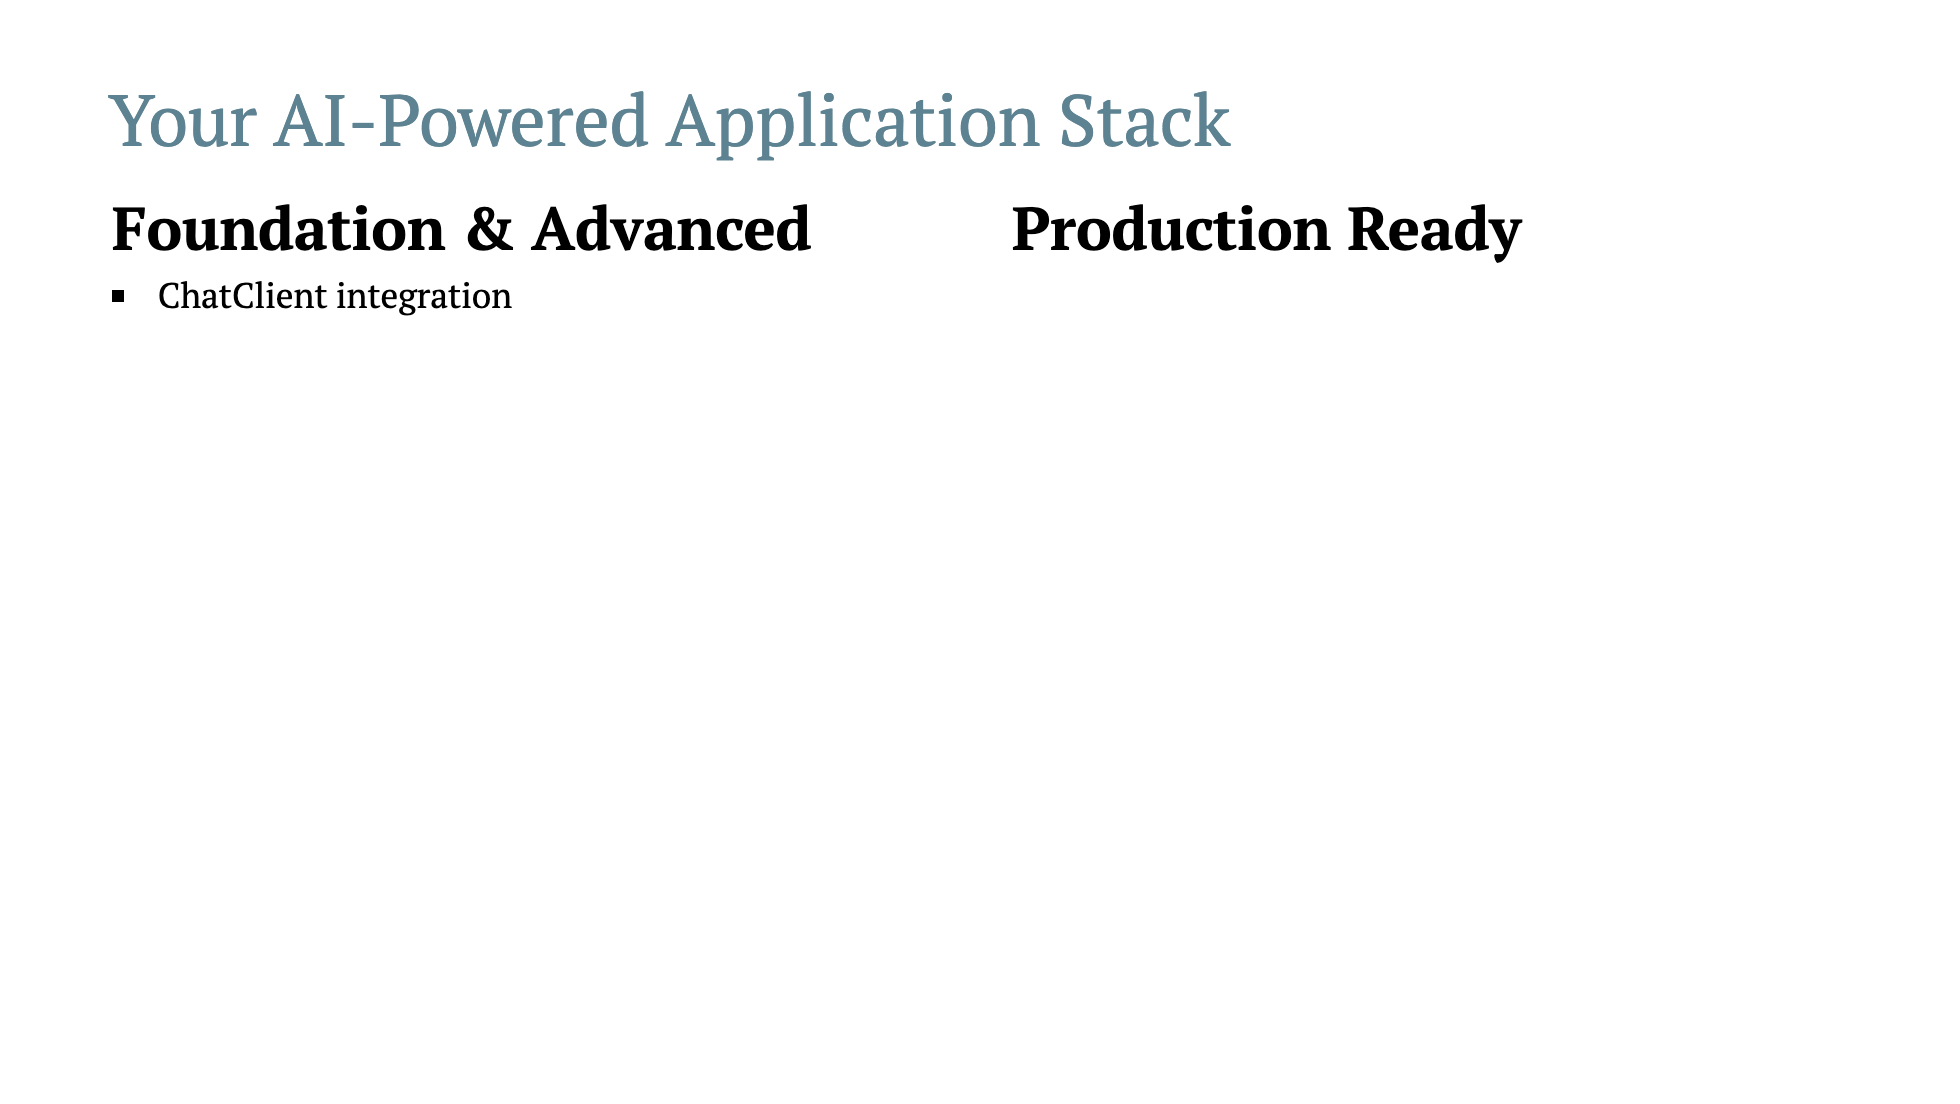 Your AI-Powered Application Stack
Foundation & Advanced
▪ ChatClient integration
Production Ready